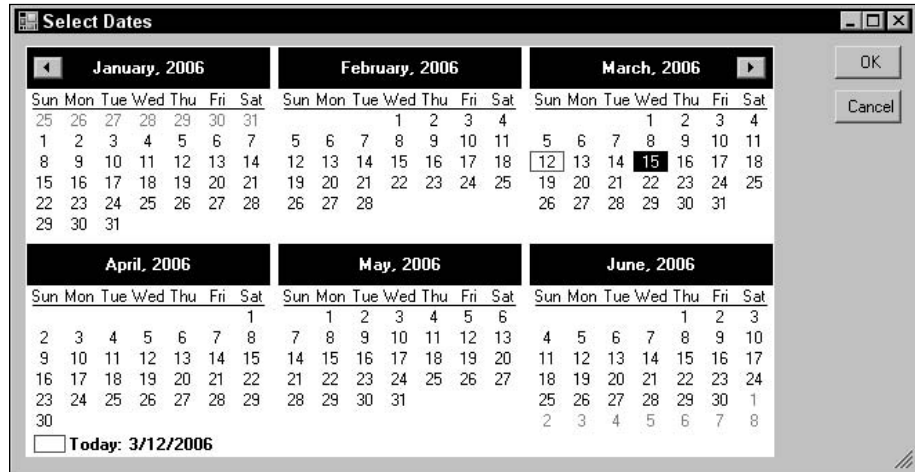 Select Dates
January, 2006 February, 2006 March, 2006 OK
Sun Mon Tue Wed Thu Fri Sat Sun Mon Tue Wed Thu Fri Sat Sun Mon Tue Wed Thu Fri Sat Cancel
25 26 27 28 29 30 31 1 2 3 4 1 2 3 4
1 2 3 4 5 6 7 5 6 7 8 9 10 11 5 6 7 8 9 10 11
8 9 10 11 12 13 14 12 13 14 15 16 17 18 12 13 14 15 16 17 18
15 16 17 18 19 20 21 19 20 21 22 23 24 25 19 20 21 22 23 24 25
22 23 24 25 26 27 28 26 27 28 26 27 28 29 30 31
29 30 31
April, 2006 May, 2006 June, 2006
Sun Mon Tue Wed Thu Fri Sat Sun Mon Tue Wed Thu Fri Sat Sun Mon Tue Wed Thu Fri Sat
1 1 2 3 4 5 6 1 2 3
2 3 4 5 6 7 8 7 8 9 10 11 12 13 4 5 6 7 8 9 10
9 10 11 12 13 14 15 14 15 16 17 18 19 20 11 12 13 14 15 16 17
16 17 18 19 20 21 22 21 22 23 24 25 26 27 18 19 20 21 22 23 24
23 24 25 26 27 28 29 28 29 30 31 25 26 27 28 29 30 1
30 2 3 4 5 6 7 8
Today: 3/12/2006